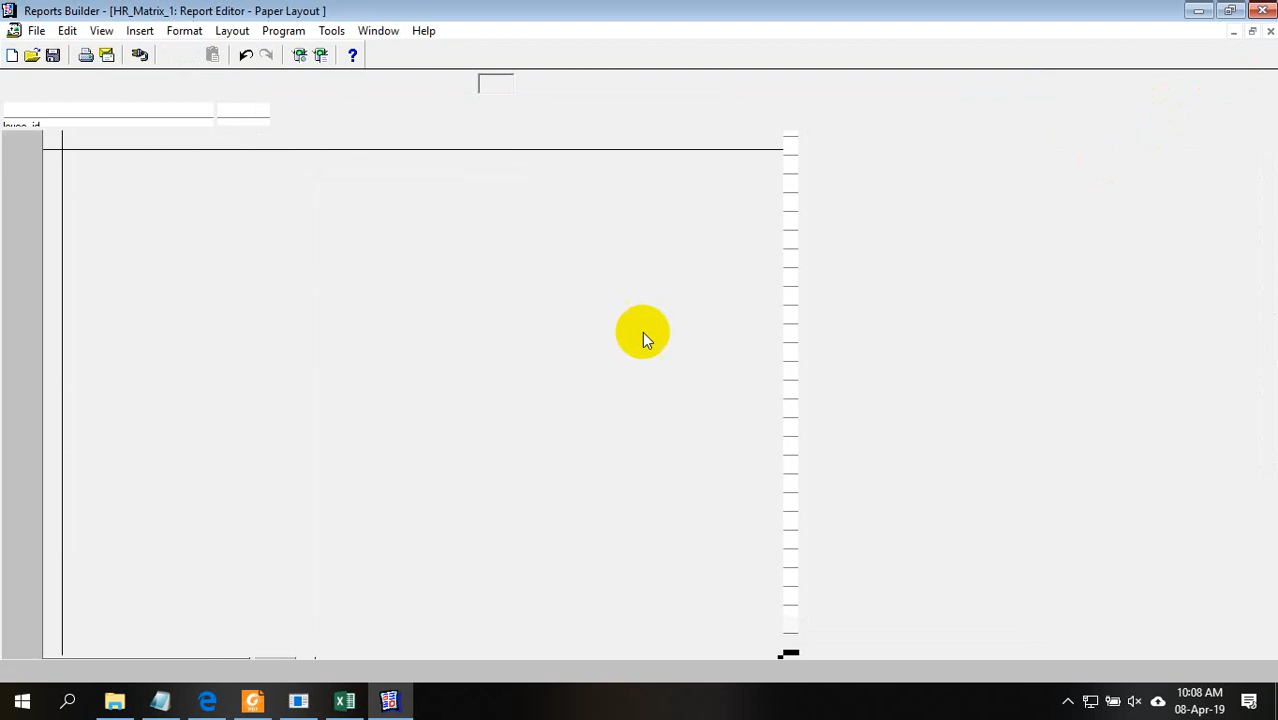 Reports Builder - [HR_Matrix_1: Report Editor - Paper Layout ]
File Edit View Insert Format Layout Program Tools Window Help
10:08 AM
08-Apr-19